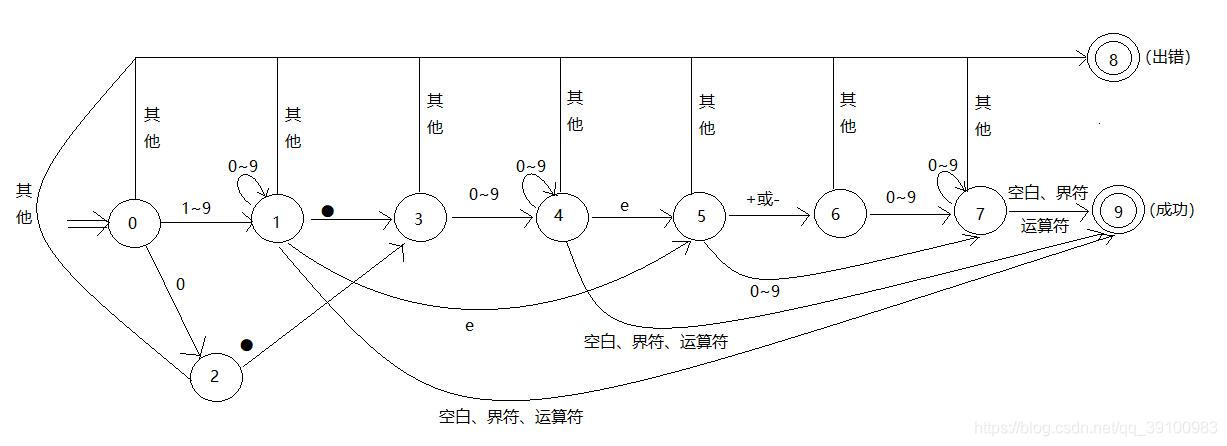 8
(出错)
其他
其他
其他
其他
其他
其他
其他
其他
0~9
0~9
0~9
0
1~9
1
●
3
0~9
4
e
5
+或-
6
0~9
7
空白、界符
运算符
9
(成功)
0
2
●
e
0~9
空白、界符、运算符
空白、界符、运算符
https://blog.csdn.net/qq_39100983